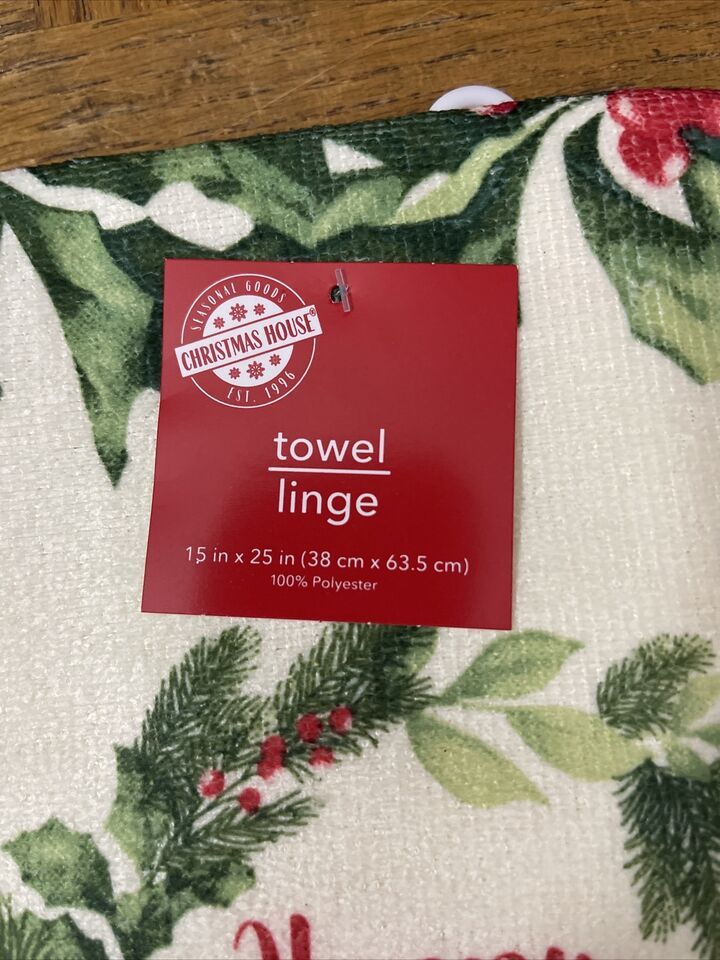 SEASONAL GOODS
CHRISTMAS HOUSE®
EST. 1996
towel
linge
15 in x 25 in (38 cm x 63.5 cm)
100% Polyester